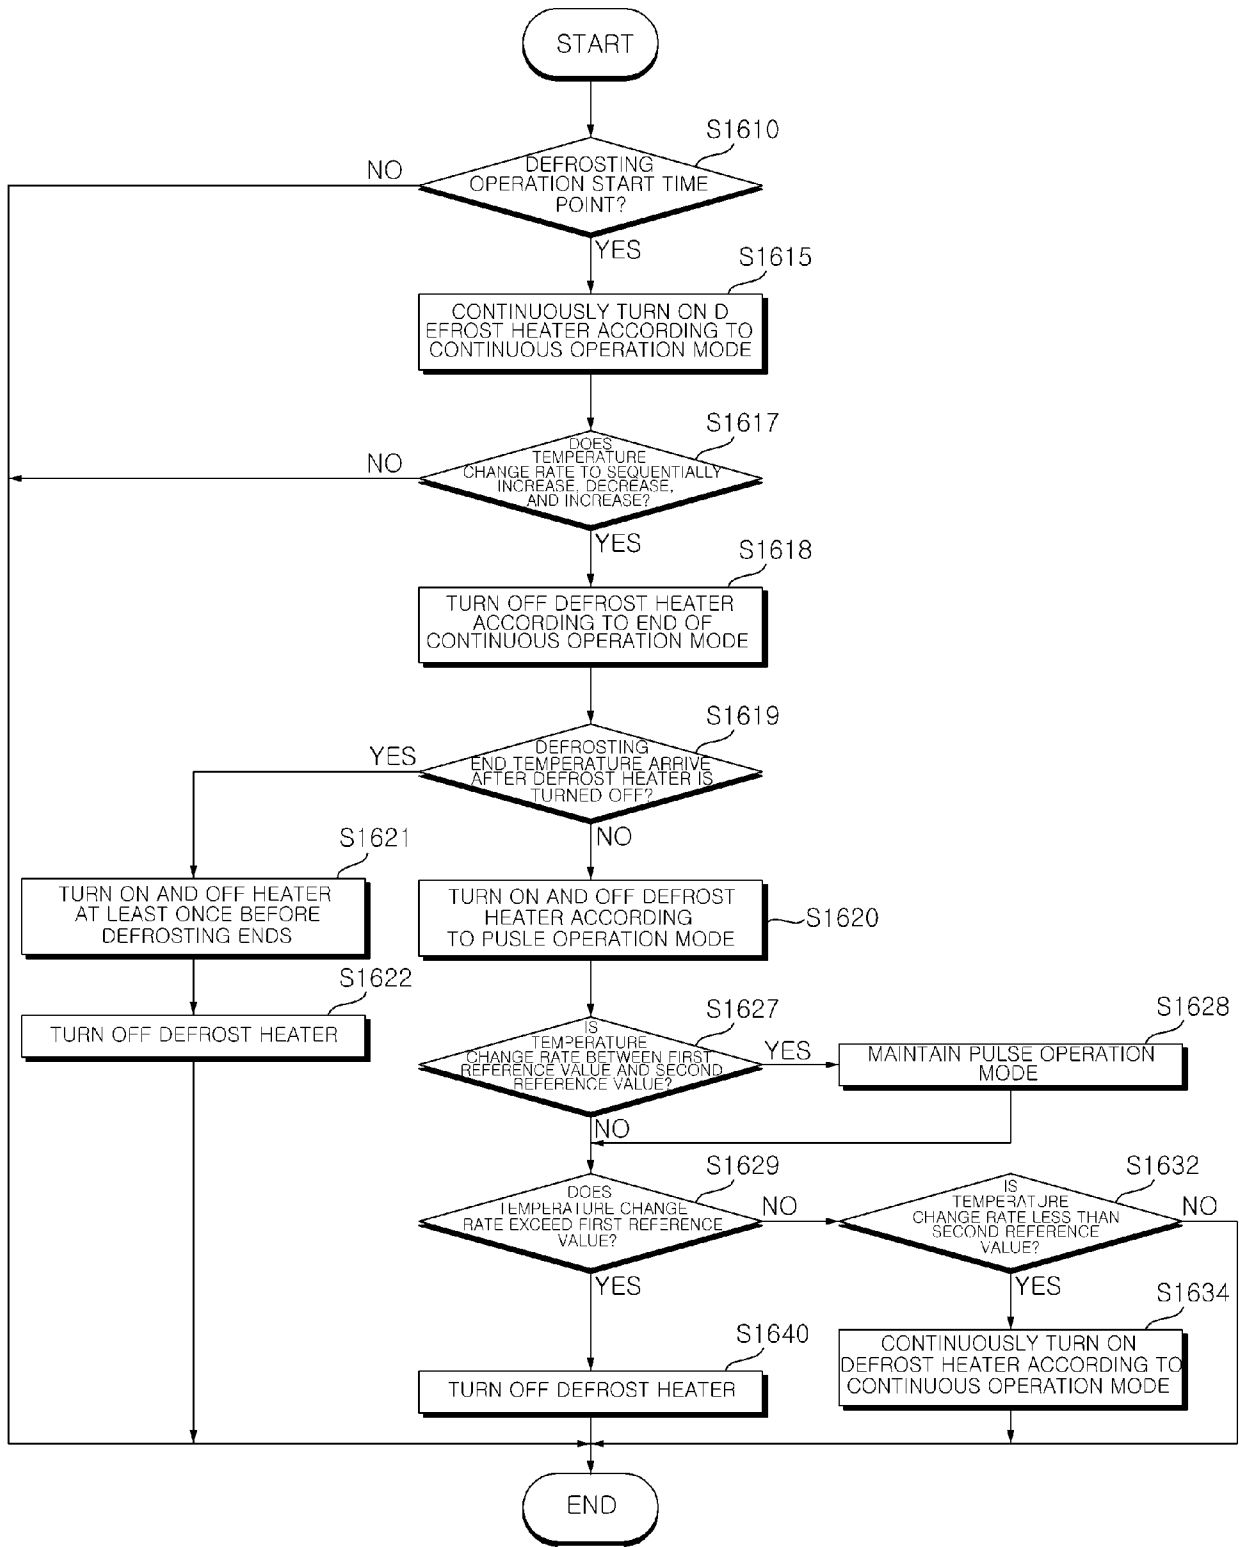 START
S1610
DEFROSTING
OPERATION START TIME
POINT?
NO
YES
S1615
CONTINUOUSLY TURN ON D
EFROST HEATER ACCORDING TO
CONTINUOUS OPERATION MODE
S1617
DOES
TEMPERATURE
CHANGE RATE TO SEQUENTIALLY
INCREASE, DECREASE,
AND INCREASE?
NO
YES
S1618
TURN OFF DEFROST HEATER
ACCORDING TO END OF
CONTINUOUS OPERATION MODE
S1619
DEFROSTING
END TEMPERATURE ARRIVE
AFTER DEFROST HEATER IS
TURNED OFF?
YES
NO
S1621
TURN ON AND OFF HEATER
AT LEAST ONCE BEFORE
DEFROSTING ENDS
S1620
TURN ON AND OFF DEFROST
HEATER ACCORDING
TO PUSLE OPERATION MODE
S1622
TURN OFF DEFROST HEATER
S1627
IS
TEMPERATURE
CHANGE RATE BETWEEN FIRST
REFERENCE VALUE AND SECOND
REFERENCE VALUE?
YES
NO
S1628
MAINTAIN PULSE OPERATION
MODE
S1629
DOES
TEMPERATURE CHANGE
RATE EXCEED FIRST REFERENCE
VALUE?
NO
YES
S1632
IS
TEMPERATURE
CHANGE RATE LESS THAN
SECOND REFERENCE
VALUE?
NO
YES
S1634
CONTINUOUSLY TURN ON
DEFROST HEATER ACCORDING TO
CONTINUOUS OPERATION MODE
S1640
TURN OFF DEFROST HEATER
END